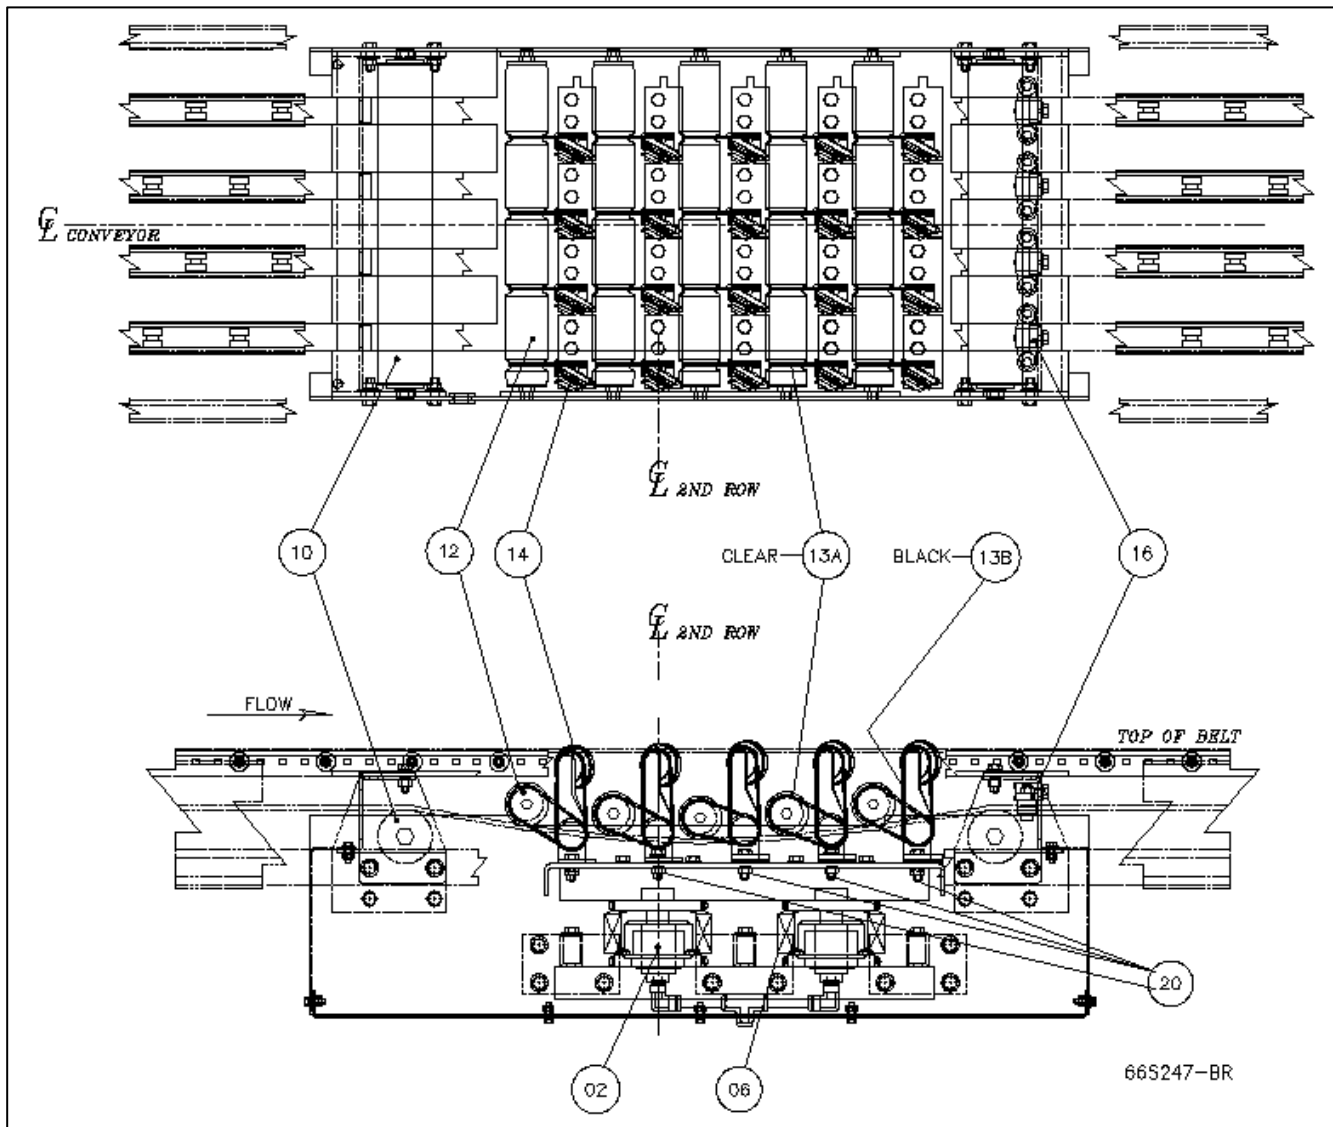 CL CONVEYOR
CL 2ND ROW
10
12
14
CLEAR 13A
BLACK 13B
16
CL 2ND ROW
FLOW
TOP OF BELT
20
02
06
66S247-BR